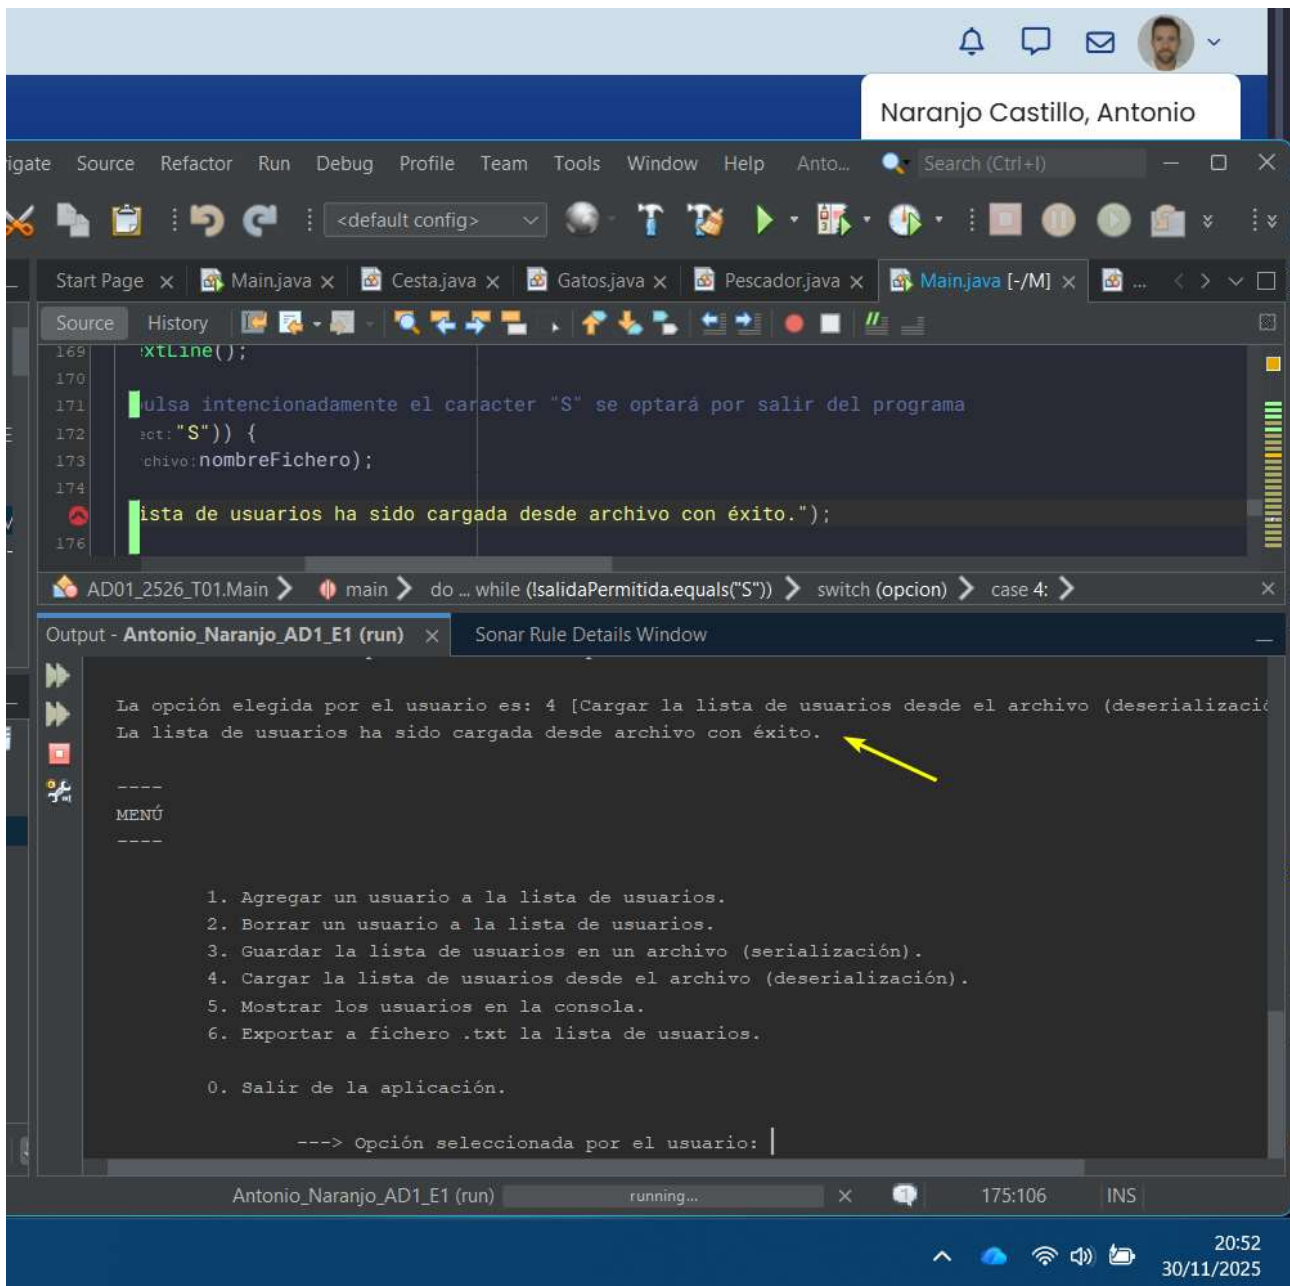 Naranjo Castillo, Antonio
igate Source Refactor Run Debug Profile Team Tools Window Help Anto... Search (Ctrl+I)
<default config>
Start Page Main.java Cesta.java Gatos.java Pescador.java Main.java [-/M] ...
Source History
169 extLine();
170
171 ulsa intencionadamente el caracter "S" se optará por salir del programa
172 ect: "S")) {
173 chivo: nombreFichero);
174
ista de usuarios ha sido cargada desde archivo con éxito.");
176
AD01_2526_T01.Main main do ... while (!salidaPermitida.equals("S")) switch (opcion) case 4:
Output - Antonio_Naranjo_AD1_E1 (run) Sonar Rule Details Window
La opción elegida por el usuario es: 4 [Cargar la lista de usuarios desde el archivo (deserializació
La lista de usuarios ha sido cargada desde archivo con éxito.
----
MENÚ
----
1. Agregar un usuario a la lista de usuarios.
2. Borrar un usuario a la lista de usuarios.
3. Guardar la lista de usuarios en un archivo (serialización).
4. Cargar la lista de usuarios desde el archivo (deserialización).
5. Mostrar los usuarios en la consola.
6. Exportar a fichero .txt la lista de usuarios.
0. Salir de la aplicación.
---> Opción seleccionada por el usuario:
Antonio_Naranjo_AD1_E1 (run) running... 1 175:106 INS
20:52
30/11/2025